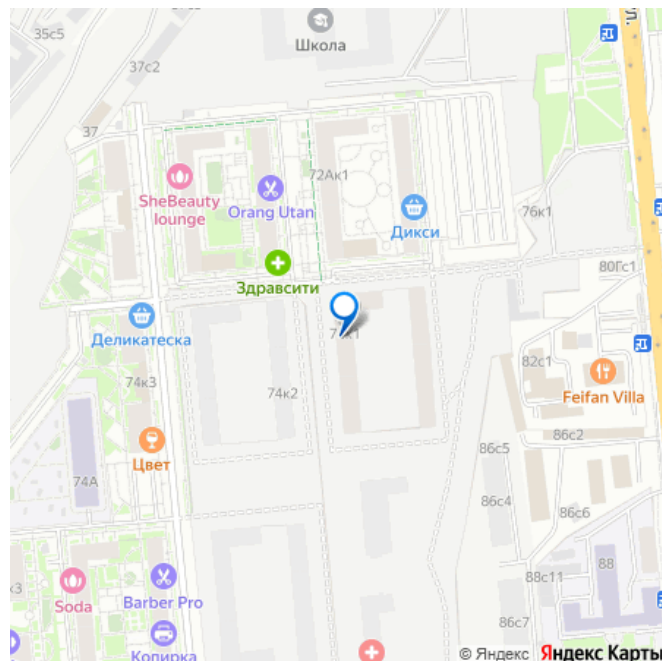 35с5
Школа
ул.
37с2
37
72Ак1
SheBeauty
lounge
Orang Utan
Дикси
76к1
Здравсити
80Гс1
Деликатеска
74к3
74к2
82с1
Feifan Villa
86с2
86с5
Цвет
74А
86с4
86с6
88
88с11
Soda
Barber Pro
86с7
Копирка
© Яндекс Яндекс Карты